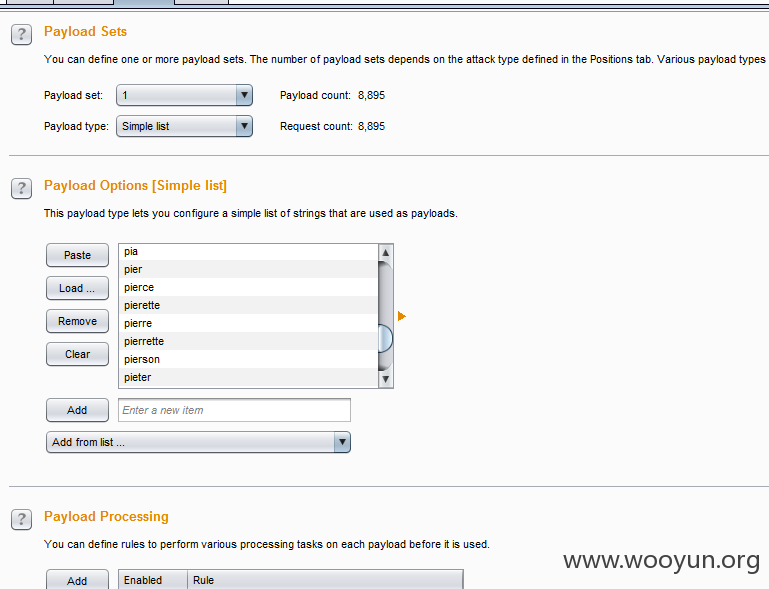 ?
Payload Sets
You can define one or more payload sets. The number of payload sets depends on the attack type defined in the Positions tab. Various payload types
Payload set: 1 Payload count: 8,895
Payload type: Simple list Request count: 8,895
?
Payload Options [Simple list]
This payload type lets you configure a simple list of strings that are used as payloads.
Paste
Load ...
Remove
Clear
pia
pier
pierce
pierette
pierre
pierrette
pierson
pieter
Add Enter a new item
Add from list ...
?
Payload Processing
You can define rules to perform various processing tasks on each payload before it is used.
www.wooyun.org
Add Enabled Rule